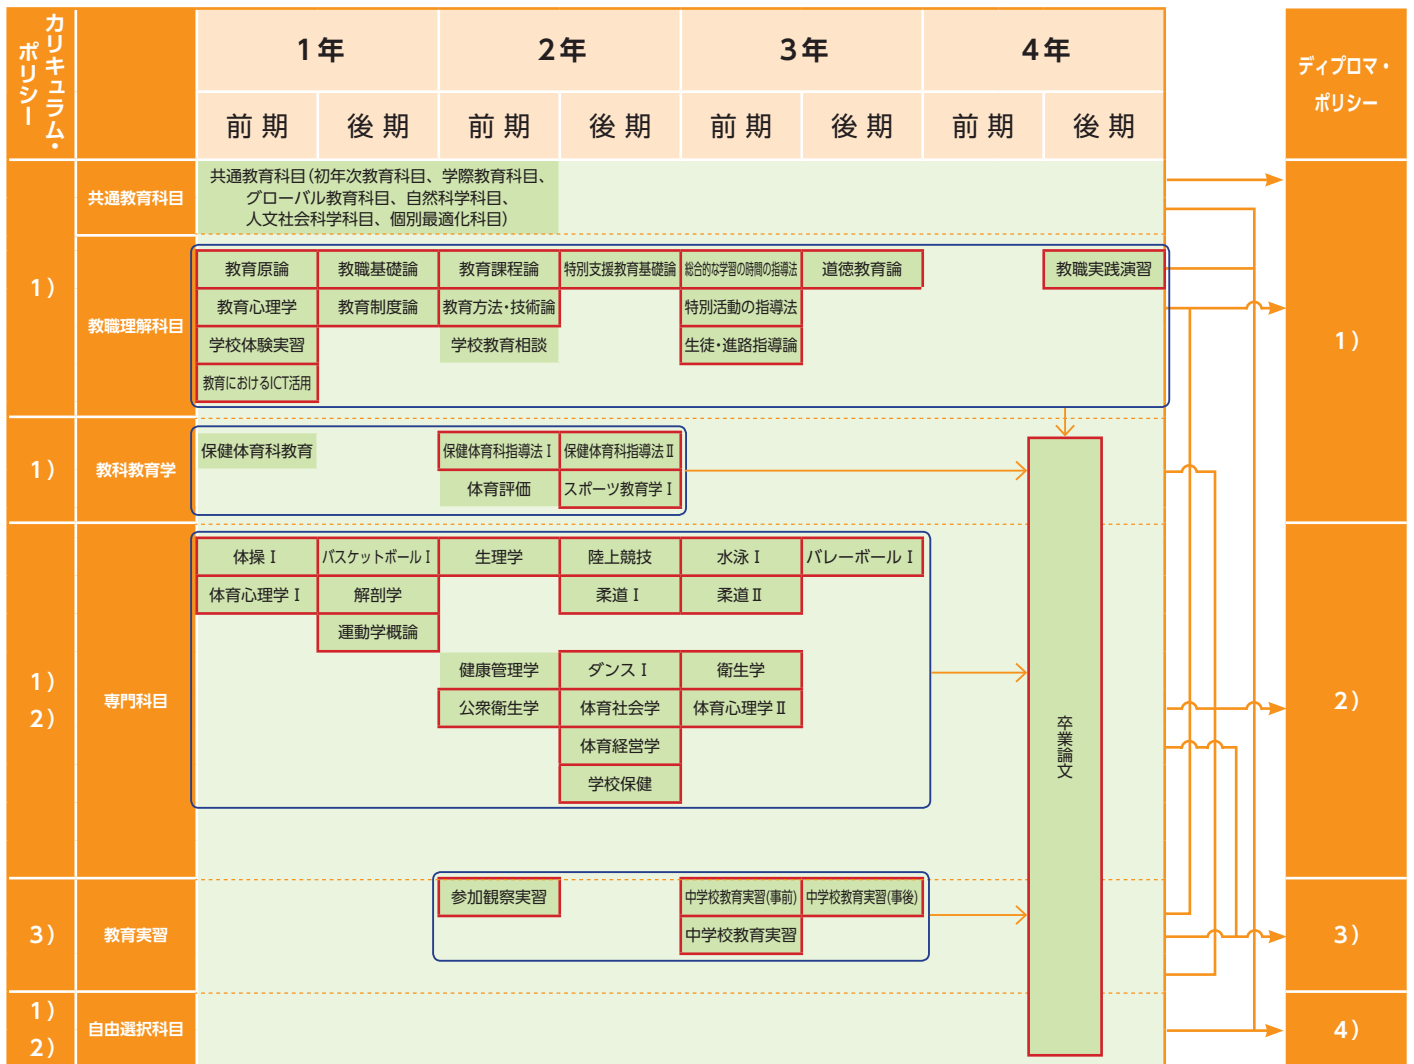 カリキュラム・
ポリシー
1年
2年
3年
4年
ディプロマ・
ポリシー
前期
後期
前期
後期
前期
後期
前期
後期
1）
共通教育科目
共通教育科目（初年次教育科目、学際教育科目、
グローバル教育科目、自然科学科目、
人文社会科学科目、個別最適化科目）
教職理解科目
教育原論
教職基礎論
教育課程論
特別支援教育基礎論
総合的な学習の時間の指導法
道徳教育論
教職実践演習
教育心理学
教育制度論
教育方法・技術論
特別活動の指導法
学校体験実習
学校教育相談
生徒・進路指導論
教育におけるICT活用
1）
1）
教科教育学
保健体育科教育
保健体育科指導法Ⅰ
保健体育科指導法Ⅱ
体育評価
スポーツ教育学Ⅰ
1）
2）
専門科目
体操Ⅰ
バスケットボールⅠ
生理学
陸上競技
水泳Ⅰ
バレーボールⅠ
体育心理学Ⅰ
解剖学
柔道Ⅰ
柔道Ⅱ
運動学概論
健康管理学
ダンスⅠ
衛生学
公衆衛生学
体育社会学
体育心理学Ⅱ
体育経営学
学校保健
卒業論文
2）
3）
教育実習
参加観察実習
中学校教育実習(事前)
中学校教育実習(事後)
中学校教育実習
3）
1）
2）
自由選択科目
4）